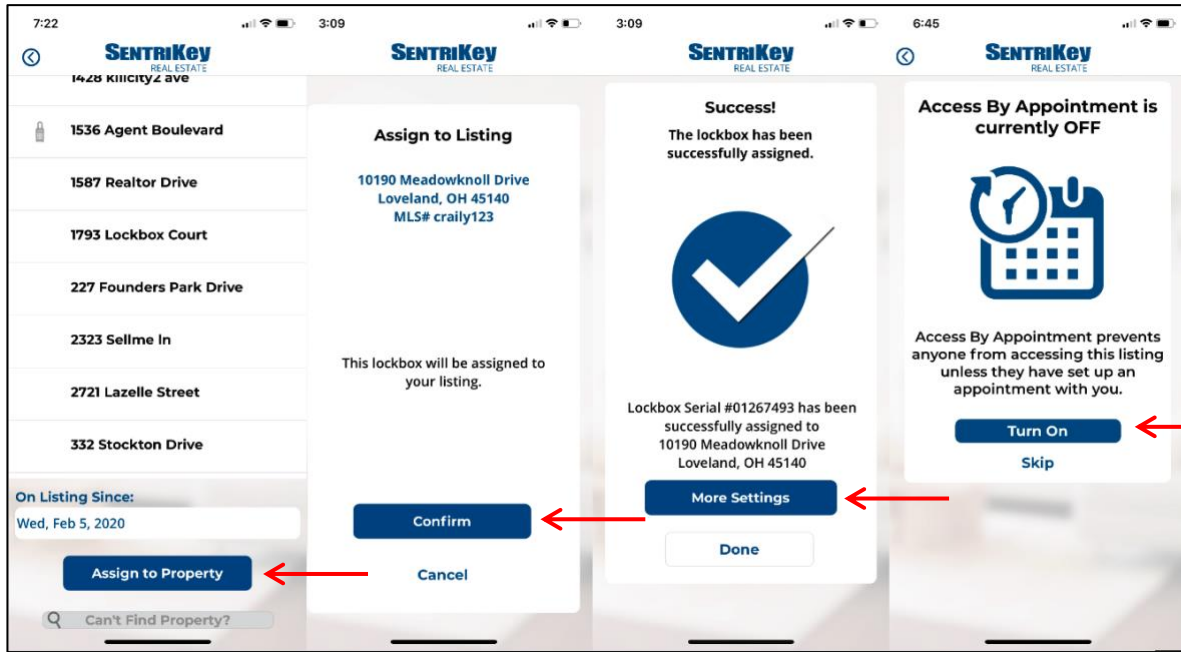 7:22
SENTRIKEY
REAL ESTATE
1428 killcity2 ave
1536 Agent Boulevard
1587 Realtor Drive
1793 Lockbox Court
227 Founders Park Drive
2323 Sellme ln
2721 Lazelle Street
332 Stockton Drive
On Listing Since:
Wed, Feb 5, 2020
Assign to Property
Can't Find Property?
3:09
SENTRIKEY
REAL ESTATE
Assign to Listing
10190 Meadowknoll Drive
Loveland, OH 45140
MLS# craily123
This lockbox will be assigned to
your listing.
Confirm
Cancel
3:09
SENTRIKEY
REAL ESTATE
Success!
The lockbox has been
successfully assigned.
Lockbox Serial #01267493 has been
successfully assigned to
10190 Meadowknoll Drive
Loveland, OH 45140
More Settings
Done
6:45
SENTRIKEY
REAL ESTATE
Access By Appointment is
currently OFF
Access By Appointment prevents
anyone from accessing this listing
unless they have set up an
appointment with you.
Turn On
Skip